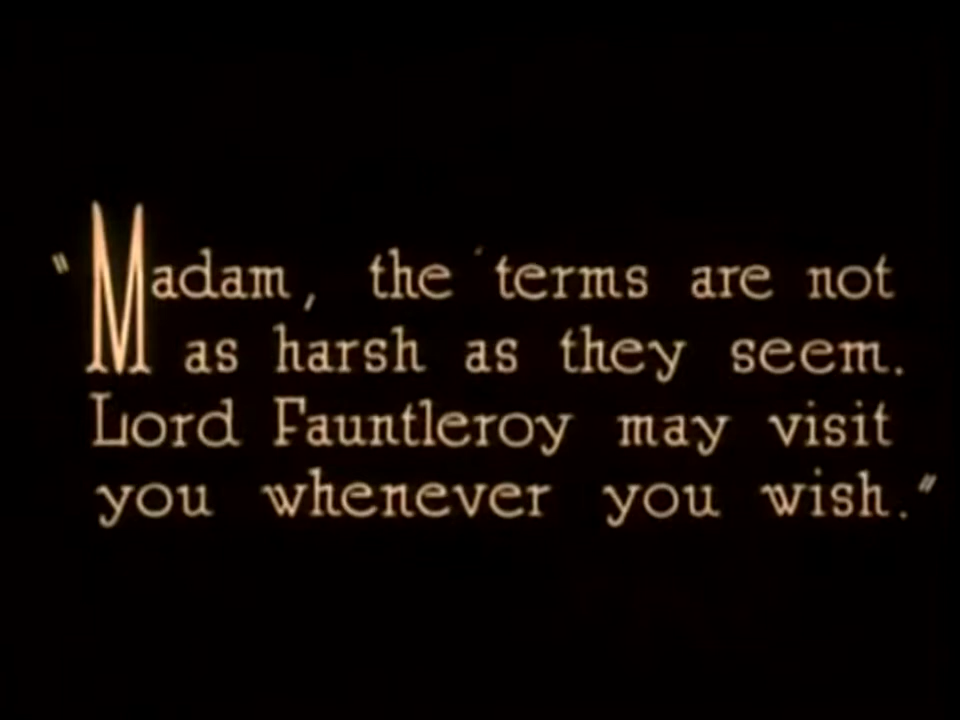 "Madam, the terms are not
as harsh as they seem.
Lord Fauntleroy may visit
you whenever you wish."